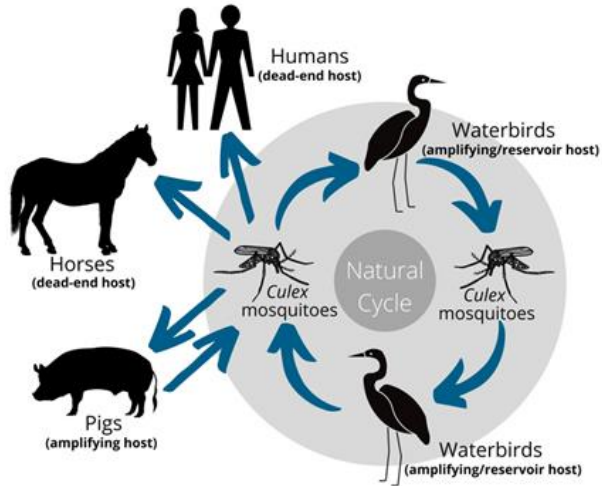 Humans
(dead-end host)
Waterbirds
(amplifying/reservoir host)
Horses
(dead-end host)
Culex
mosquitoes
Natural
Cycle
Culex
mosquitoes
Pigs
(amplifying host)
Waterbirds
(amplifying/reservoir host)